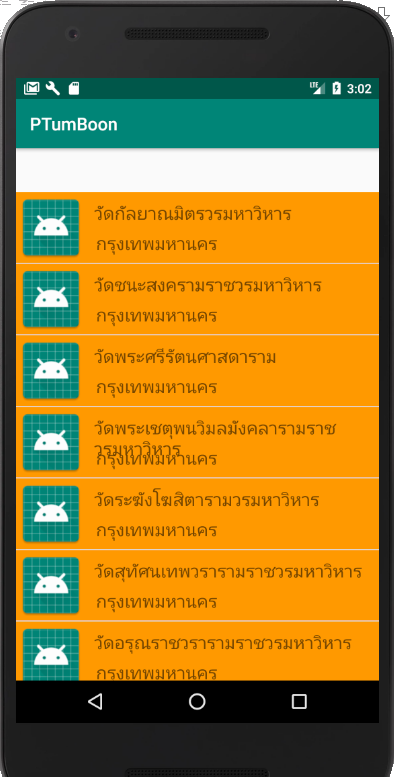 LTE 3:02
PTumBoon
วัดกัลยาณมิตรวรมหาวิหาร
กรุงเทพมหานคร
วัดชนะสงครามราชวรมหาวิหาร
กรุงเทพมหานคร
วัดพระศรีรัตนศาสดาราม
กรุงเทพมหานคร
วัดพระเชตุพนวิมลมังคลารามราช
วรมหาวิหาร
กรุงเทพมหานคร
วัดระฆังโฆสิตารามวรมหาวิหาร
กรุงเทพมหานคร
วัดสุทัศนเทพวรารามราชวรมหาวิหาร
กรุงเทพมหานคร
วัดอรุณราชวรารามราชวรมหาวิหาร
กรุงเทพมหานคร